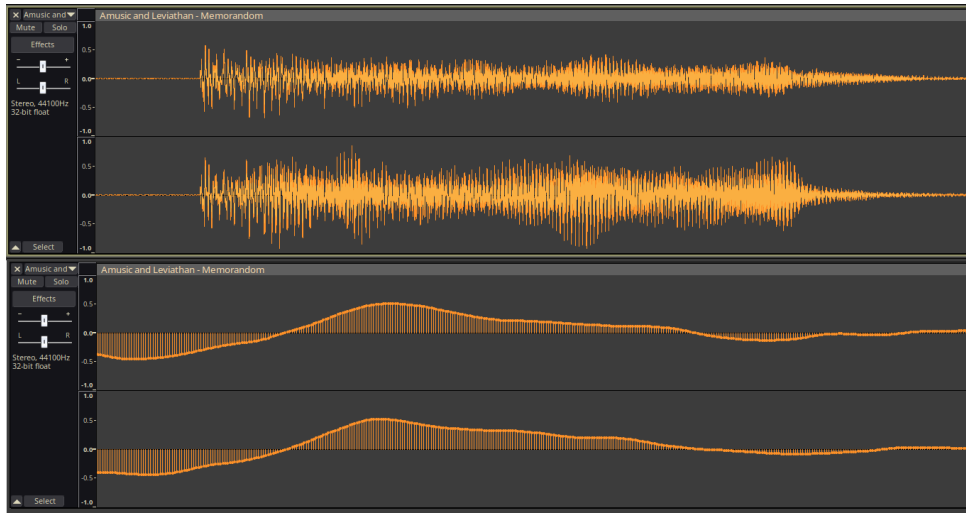 Amusic and
Amusic and Leviathan - Memorandom
Mute Solo
Effects
- +
L R
Stereo, 44100Hz
32-bit float
Select
1.0
0.5-
0.0-
-0.5-
-1.0
1.0
0.5-
0.0-
-0.5-
-1.0
Amusic and
Amusic and Leviathan - Memorandom
Mute Solo
Effects
- +
L R
Stereo, 44100Hz
32-bit float
Select
1.0
0.5-
0.0-
-0.5-
-1.0
1.0
0.5-
0.0-
-0.5-
-1.0